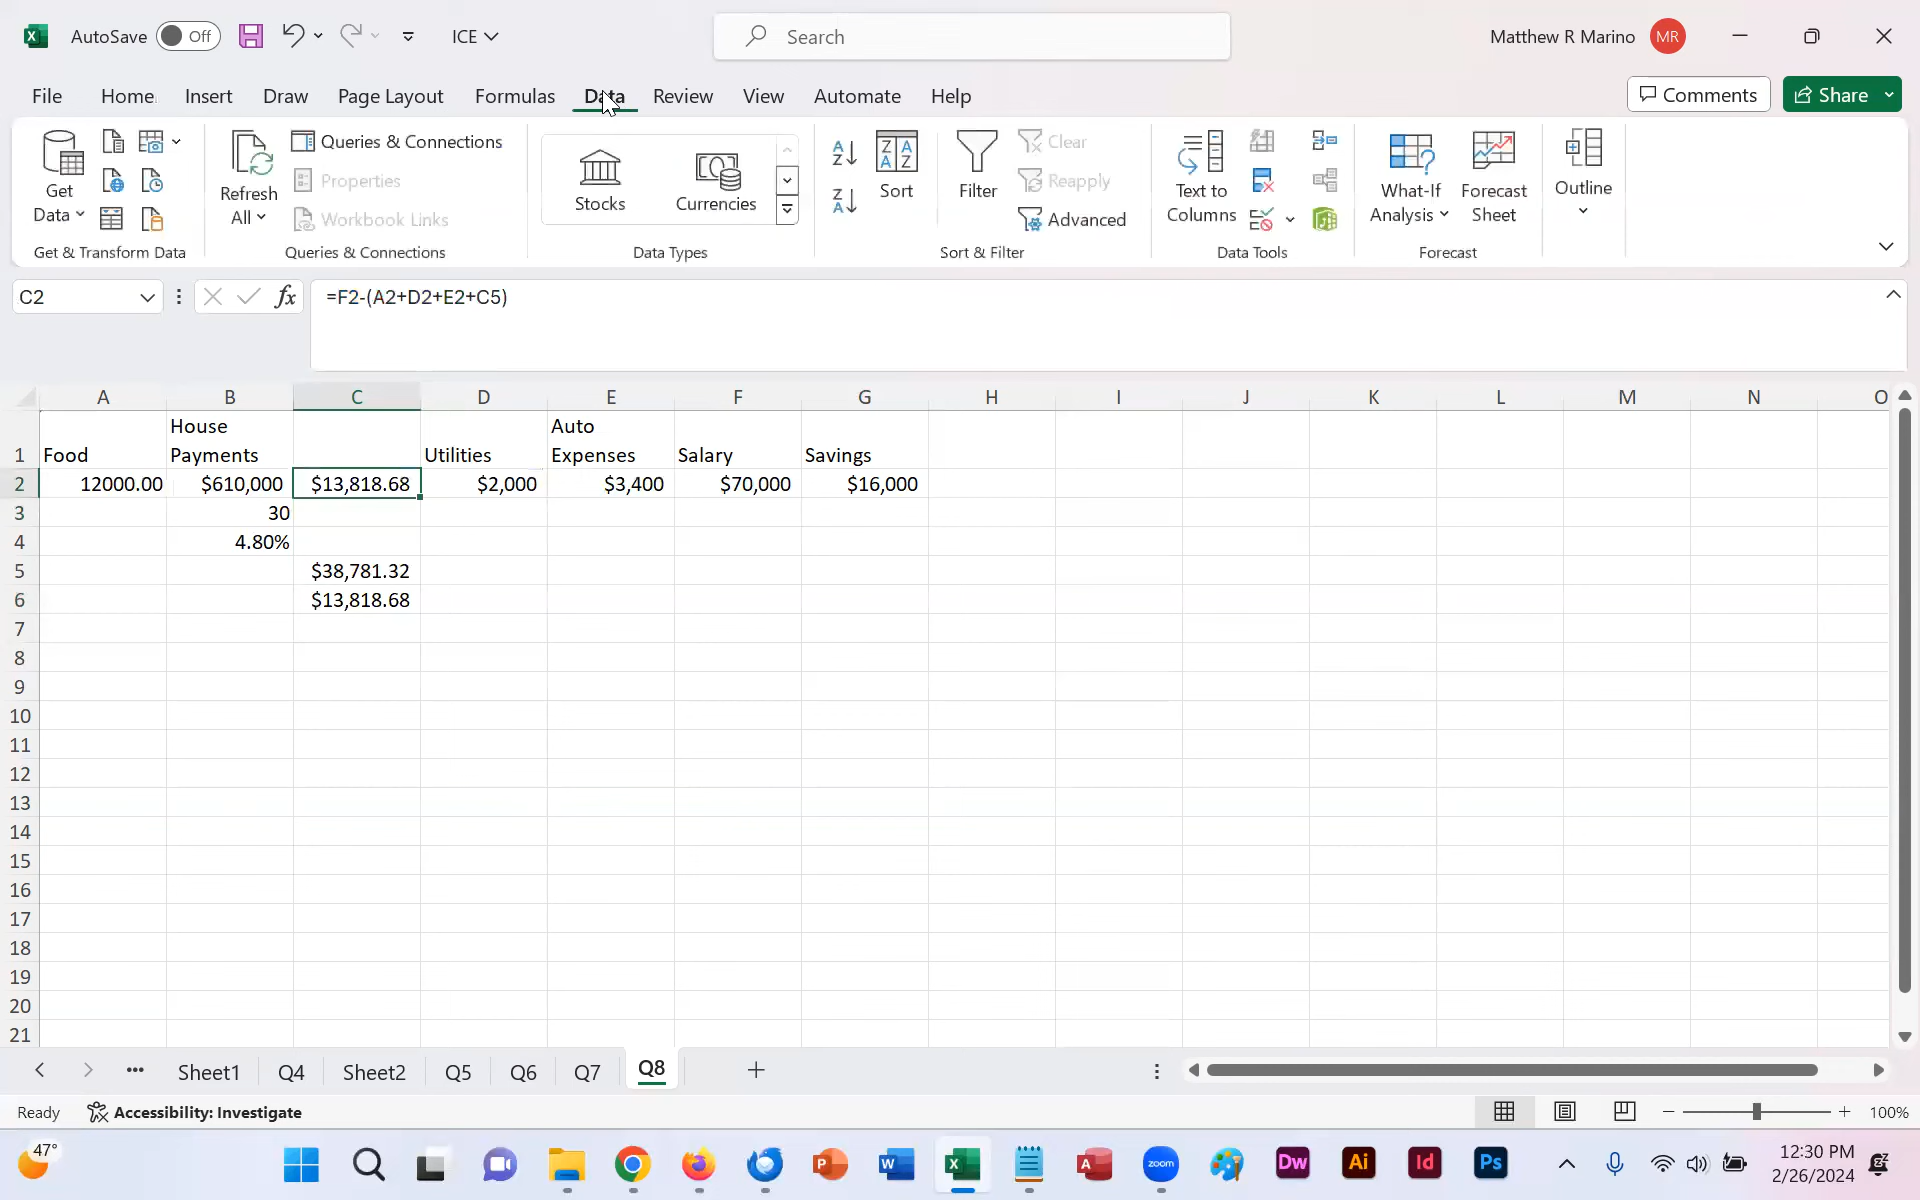 AutoSave Off ICE Search Matthew R Marino MR
File Home Insert Draw Page Layout Formulas Data Review View Automate Help Comments Share
Get Data
Get & Transform Data
Refresh All
Queries & Connections
Properties
Workbook Links
Queries & Connections
Stocks Currencies
Data Types
Sort
Filter
Clear
Reapply
Advanced
Sort & Filter
Text to Columns
Data Tools
What-If Analysis
Forecast Sheet
Forecast
Outline
C2 fx =F2-(A2+D2+E2+C5)
A B C D E F G H I J K L M N O
1 Food House Payments Utilities Auto Expenses Salary Savings
2 12000.00 $610,000 $13,818.68 $2,000 $3,400 $70,000 $16,000
3 30
4 4.80%
5 $38,781.32
6 $13,818.68
7
8
9
10
11
12
13
14
15
16
17
18
19
20
21
Sheet1 Q4 Sheet2 Q5 Q6 Q7 Q8
Ready Accessibility: Investigate 100%
47° P W X A zoom Dw Ai Id Ps 12:30 PM
2/26/2024